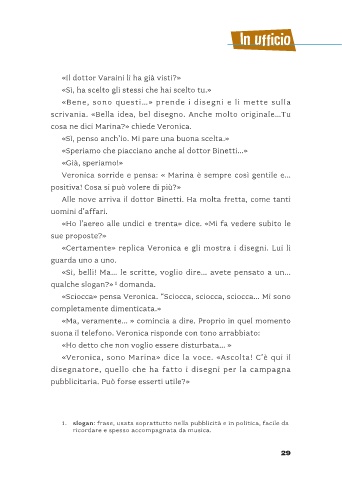 In ufficio
«Il dottor Varsini li ha già visti?»
«Sì, ha scelto gli stessi che hai scelto tu.»
«Bene, sono questi...» prende i disegni e li mette sulla
scrivania. «Bella idea, bel disegno. Anche molto originale...Tu
cosa ne dici Marina?» chiede Veronica.
«Sì, penso anch'io. Mi pare una buona scelta.»
«Speriamo che piacciano anche al dottor Binetti...»
«Già, speriamo!»
Veronica sorride e pensa: « Marina è sempre così gentile e...
positiva! Cosa si può volere di più?»
Alle nove arriva il dottor Binetti. Ha molta fretta, come tanti
uomini d'affari.
«Ho l'aereo alle undici e trenta» dice. «Mi fa vedere subito le
sue proposte?»
«Certamente» replica Veronica e gli mostra i disegni. Lui li
guarda uno a uno.
«Sì, belli! Ma... le scritte, voglio dire... avete pensato a un...
qualche slogan?»¹ domanda.
«Sciocca» pensa Veronica. "Sciocca, sciocca, sciocca... Mi sono
completamente dimenticata.»
«Ma, veramente... » comincia a dire. Proprio in quel momento
suona il telefono. Veronica risponde con tono arrabbiato:
«Ho detto che non voglio essere disturbata... »
«Veronica, sono Marina» dice la voce. «Ascolta! C'è qui il
disegnatore, quello che ha fatto i disegni per la campagna
pubblicitaria. Può forse esserti utile?«
1. slogan: frase, usata soprattutto nella pubblicità e in politica, facile da
ricordare e spesso accompagnata da musica.
29